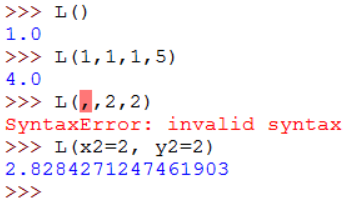 >>> L()
1.0
>>> L(1,1,1,5)
4.0
>>> L(,,2,2)
SyntaxError: invalid syntax
>>> L(x2=2, y2=2)
2.8284271247461903
>>>